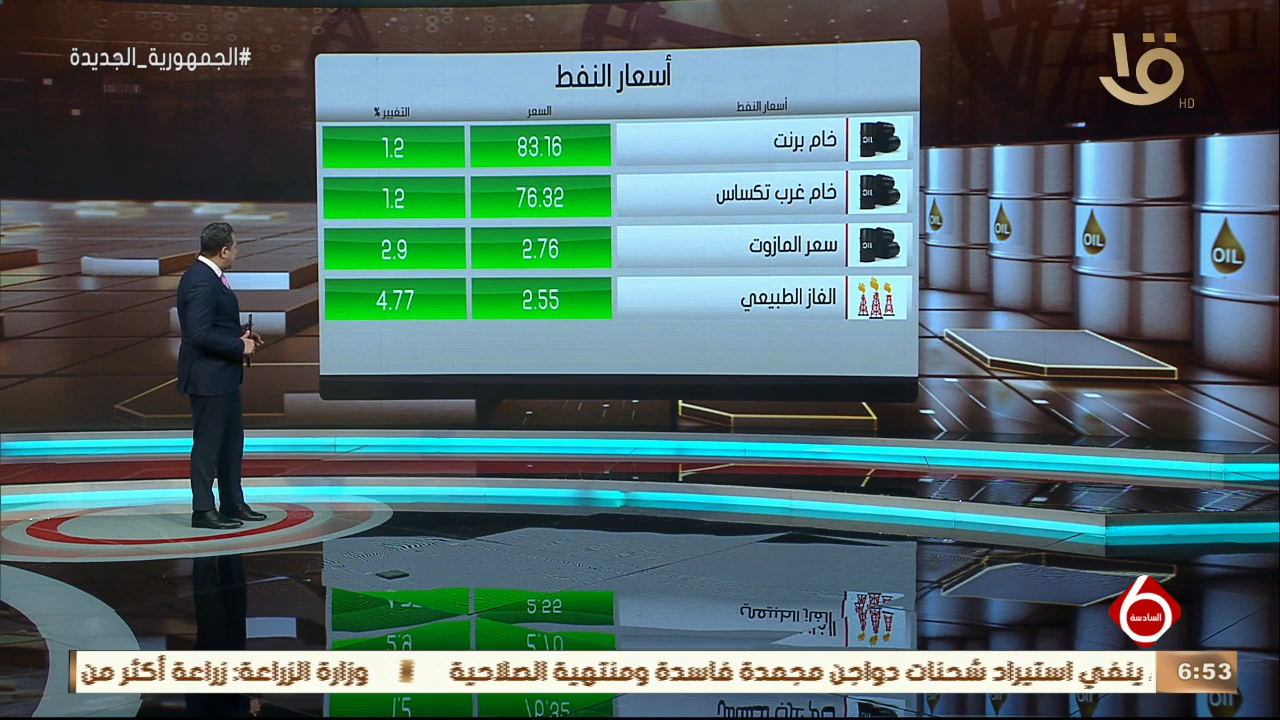 #الجمهورية_الجديدة
HD
أسعار النفط
أسعار النفط السعر التغيير %
خام برنت 83.16 1.2
خام غرب تكساس 76.32 1.2
سعر المازوت 2.76 2.9
الغاز الطبيعي 2.55 4.77
OIL
OIL
OIL
OIL
6
السادسة
6:53
ينفي استيراد شحنات دواجن مجمدة فاسدة ومنتهية الصلاحية وزارة الزراعة: زراعة أكثر من